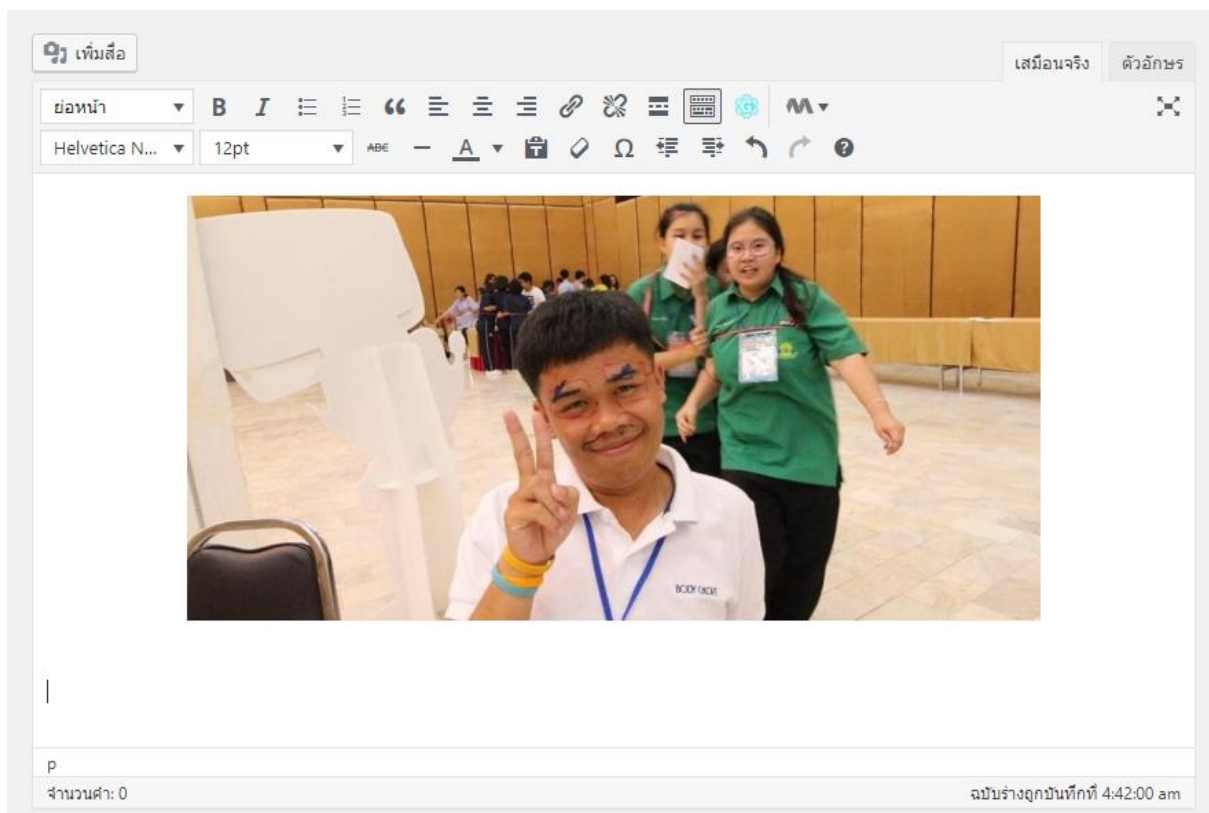 เพิ่มสื่อ
เสมือนจริง ตัวอักษร
ย่อหน้า
Helvetica N... 12pt
p
จำนวนคำ: 0 ฉบับร่างถูกบันทึกที่ 4:42:00 am